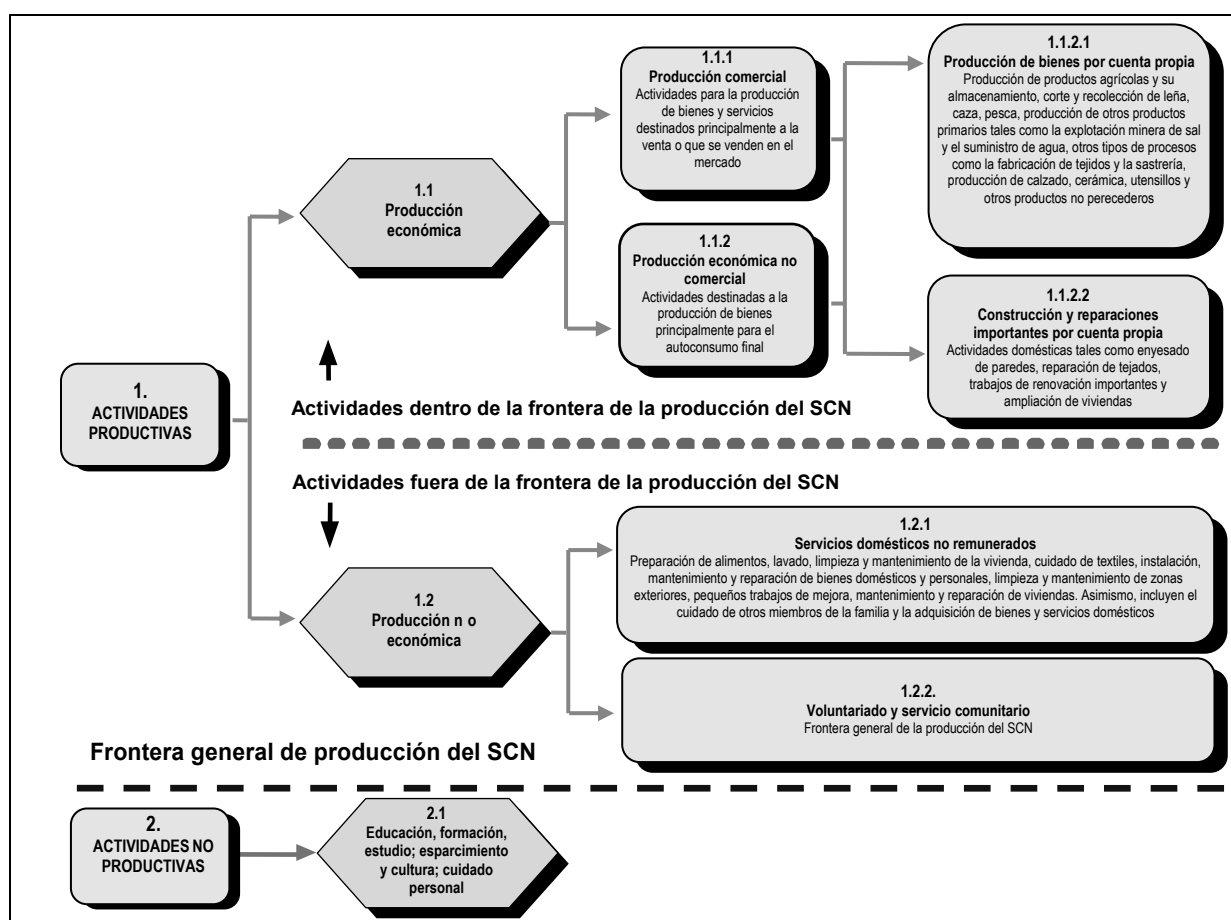 1.1.1
Producción comercial
Actividades para la producción
de bienes y servicios
destinados principalmente a la
venta o que se venden en el
mercado
1.1.2.1
Producción de bienes por cuenta propia
Producción de productos agrícolas y su
almacenamiento, corte y recolección de leña,
caza, pesca, producción de otros productos
primarios tales como la explotación minera de sal
y el suministro de agua, otros tipos de procesos
como la fabricación de tejidos y la sastrería,
producción de calzado, cerámica, utensillos y
otros productos no perecederos
1.1
Producción
económica
1.1.2
Producción económica no
comercial
Actividades destinadas a la
producción de bienes
principalmente para el
autoconsumo final
1.1.2.2
Construcción y reparaciones
importantes por cuenta propia
Actividades domésticas tales como enyesado
de paredes, reparación de tejados,
trabajos de renovación importantes y
ampliación de viviendas
1.
ACTIVIDADES
PRODUCTIVAS
Actividades dentro de la frontera de la producción del SCN
Actividades fuera de la frontera de la producción del SCN
1.2.1
Servicios domésticos no remunerados
Preparación de alimentos, lavado, limpieza y mantenimiento de la vivienda, cuidado de textiles, instalación,
mantenimiento y reparación de bienes domésticos y personales, limpieza y mantenimiento de zonas
exteriores, pequeños trabajos de mejora, mantenimiento y reparación de viviendas. Asimismo, incluyen el
cuidado de otros miembros de la familia y la adquisición de bienes y servicios domésticos
1.2
Producción n o
económica
1.2.2.
Voluntariado y servicio comunitario
Frontera general de la producción del SCN
Frontera general de producción del SCN
2.
ACTIVIDADES NO
PRODUCTIVAS
2.1
Educación, formación,
estudio; esparcimiento
y cultura; cuidado
personal